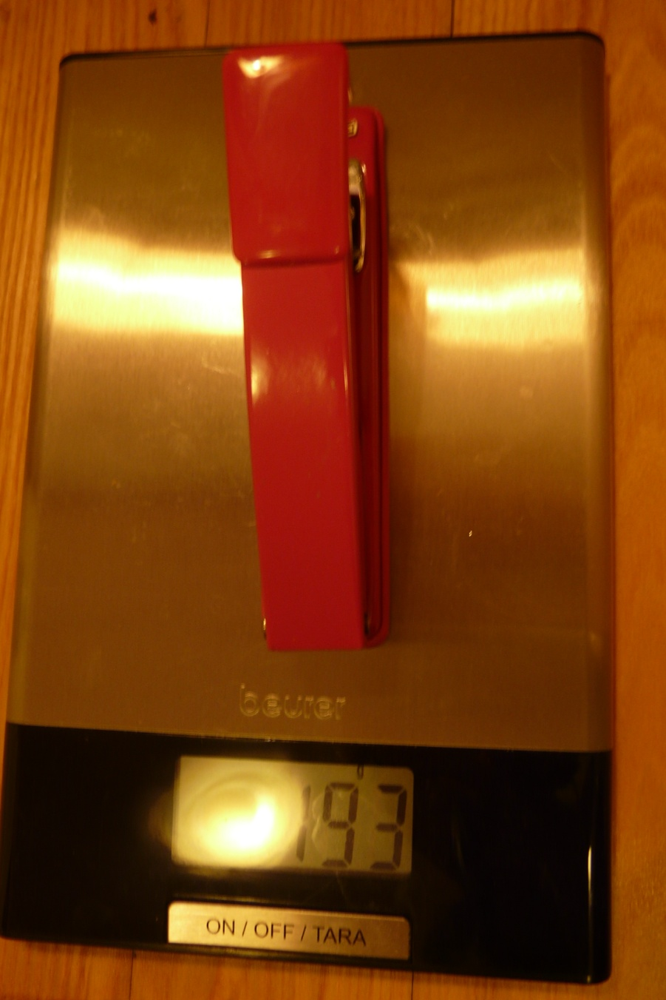 beurer
g
193
ON / OFF / TARA